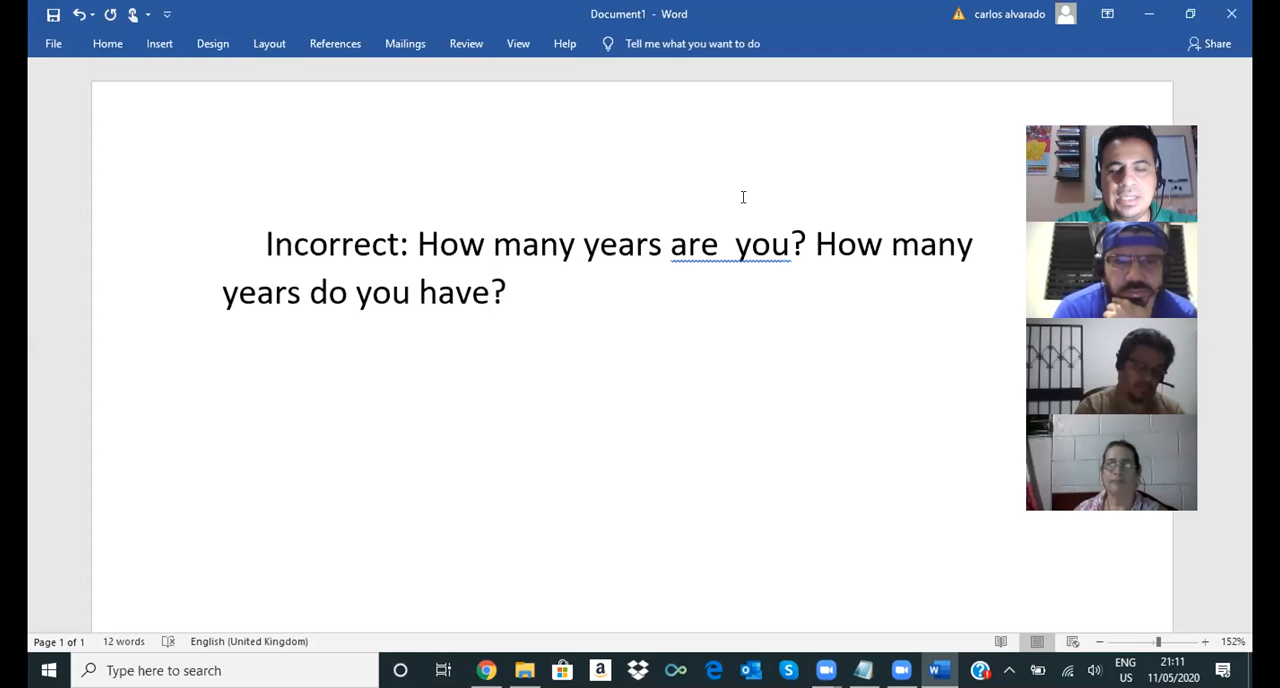 Document1 - Word
carlos alvarado
File Home Insert Design Layout References Mailings Review View Help Tell me what you want to do Share
Incorrect: How many years are  you? How many
years do you have?
Page 1 of 1 12 words English (United Kingdom) 152%
Type here to search
ENG 21:11
US 11/05/2020